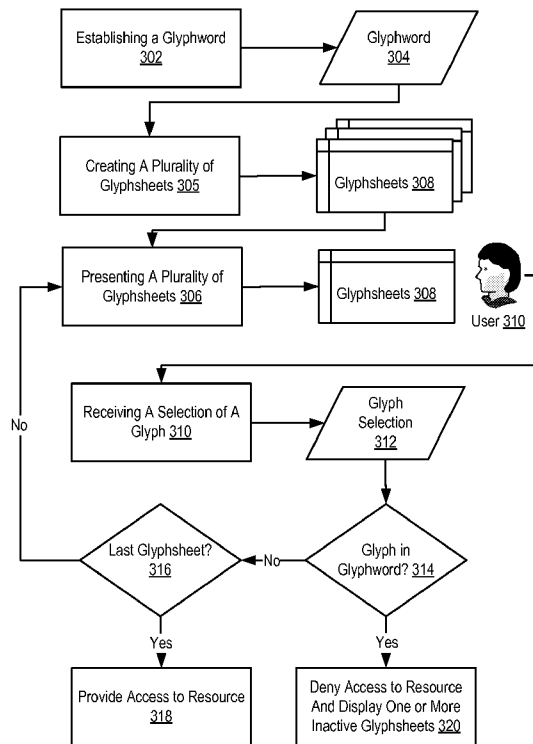 Establishing a Glyphword
302
Glyphword
304
Creating A Plurality of
Glyphsheets 305
Glyphsheets 308
Presenting A Plurality of
Glyphsheets 306
Glyphsheets 308
User 310
No
Receiving A Selection of A
Glyph 310
Glyph
Selection
312
Last Glyphsheet?
316
No
Glyph in
Glyphword? 314
Yes
Yes
Provide Access to Resource
318
Deny Access to Resource
And Display One or More
Inactive Glyphsheets 320